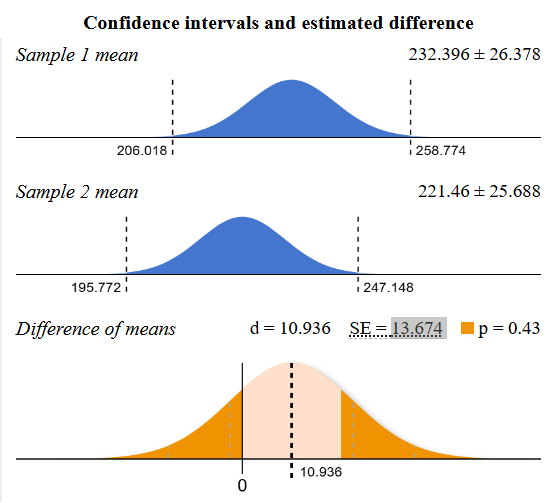 Confidence intervals and estimated difference
Sample 1 mean 232.396 ± 26.378
206.018 258.774
Sample 2 mean 221.46 ± 25.688
195.772 247.148
Difference of means d = 10.936 SE = 13.674 p = 0.43
10.936
0